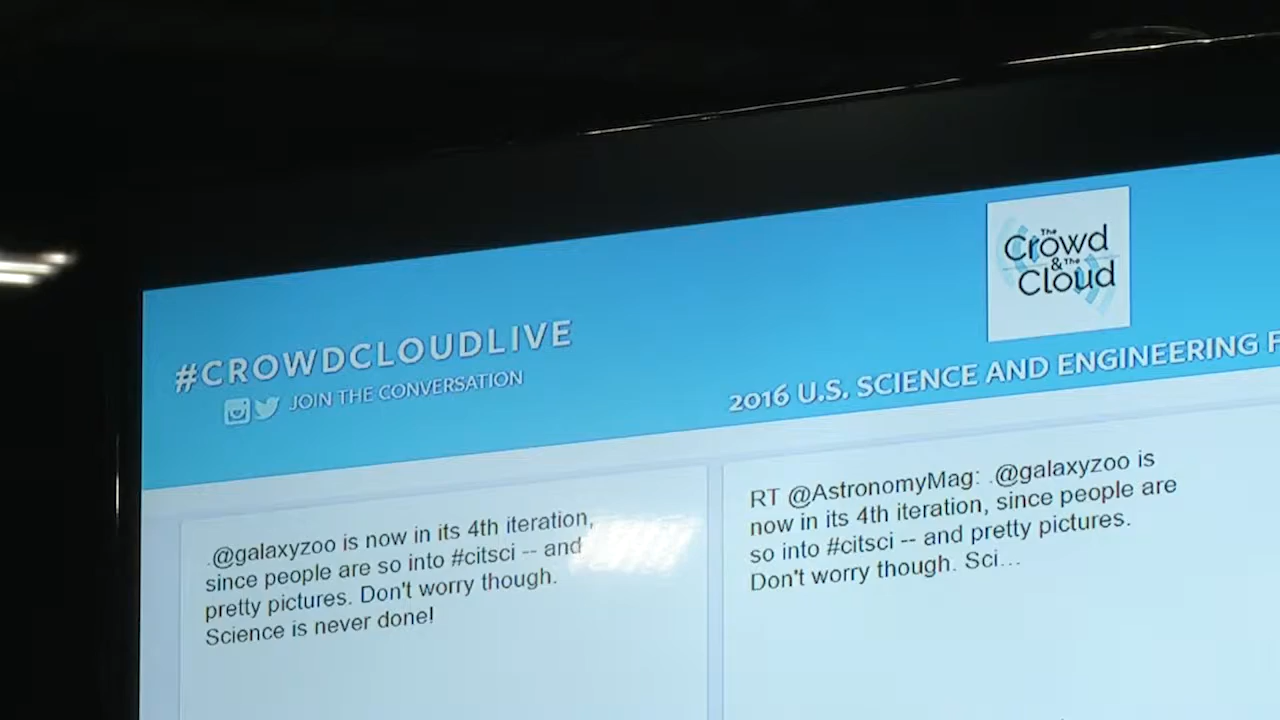 The
Crowd
& The
Cloud
#CROWDCLOUDLIVE
JOIN THE CONVERSATION
2016 U.S. SCIENCE AND ENGINEERING
.@galaxyzoo is now in its 4th iteration,
since people are so into #citsci -- and
pretty pictures. Don't worry though.
Science is never done!
RT @AstronomyMag: .@galaxyzoo is
now in its 4th iteration, since people are
so into #citsci -- and pretty pictures.
Don't worry though. Sci...